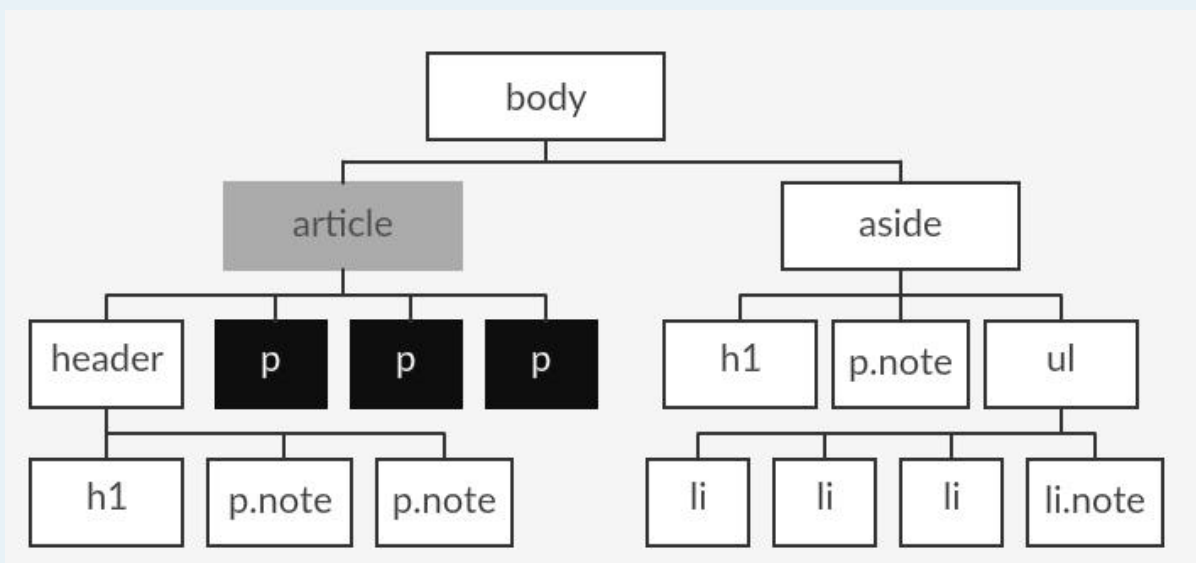 body
article
aside
header
p
p
p
h1
p.note
ul
h1
p.note
p.note
li
li
li
li.note